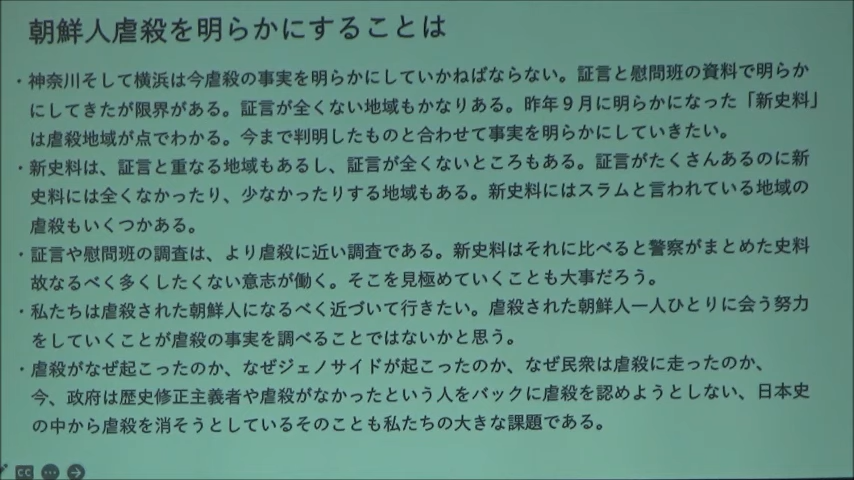 朝鮮人虐殺を明らかにすることは
・神奈川そして横浜は今虐殺の事実を明らかにしていかねばならない。証言と慰問班の資料で明らか
にしてきたが限界がある。証言が全くない地域もかなりある。昨年９月に明らかになった「新史料」
は虐殺地域が点でわかる。今まで判明したものと合わせて事実を明らかにしていきたい。
・新史料は、証言と重なる地域もあるし、証言が全くないところもある。証言がたくさんあるのに新
史料には全くなかったり、少なかったりする地域もある。新史料にはスラムと言われている地域の
虐殺もいくつかある。
・証言や慰問班の調査は、より虐殺に近い調査である。新史料はそれに比べると警察がまとめた史料
故なるべく多くしたくない意志が働く。そこを見極めていくことも大事だろう。
・私たちは虐殺された朝鮮人になるべく近づいて行きたい。虐殺された朝鮮人一人ひとりに会う努力
をしていくことが虐殺の事実を調べることではないかと思う。
・虐殺がなぜ起こったのか、なぜジェノサイドが起こったのか、なぜ民衆は虐殺に走ったのか、
今、政府は歴史修正主義者や虐殺がなかったという人をバックに虐殺を認めようとしない、日本史
の中から虐殺を消そうとしているそのことも私たちの大きな課題である。
CC